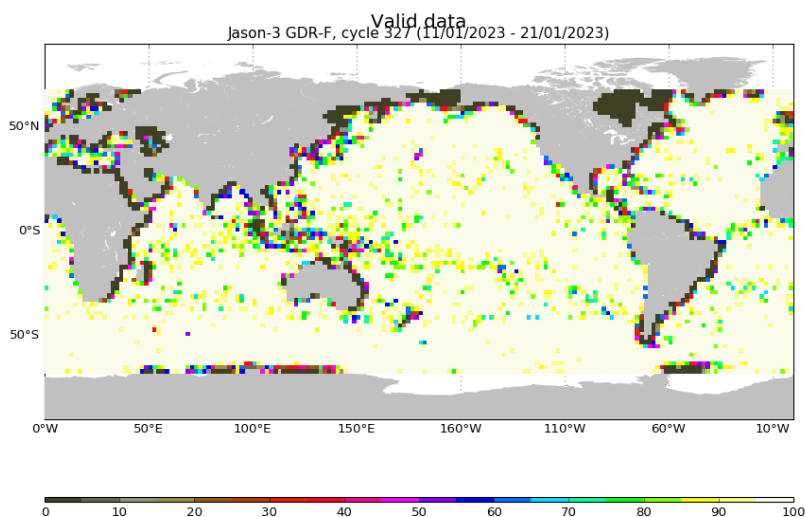 Valid data
Jason-3 GDR-F, cycle 327 (11/01/2023 - 21/01/2023)
50°N
0°S
50°S
0°W 50°E 100°E 150°E 160°W 110°W 60°W 10°W
0 10 20 30 40 50 60 70 80 90 100